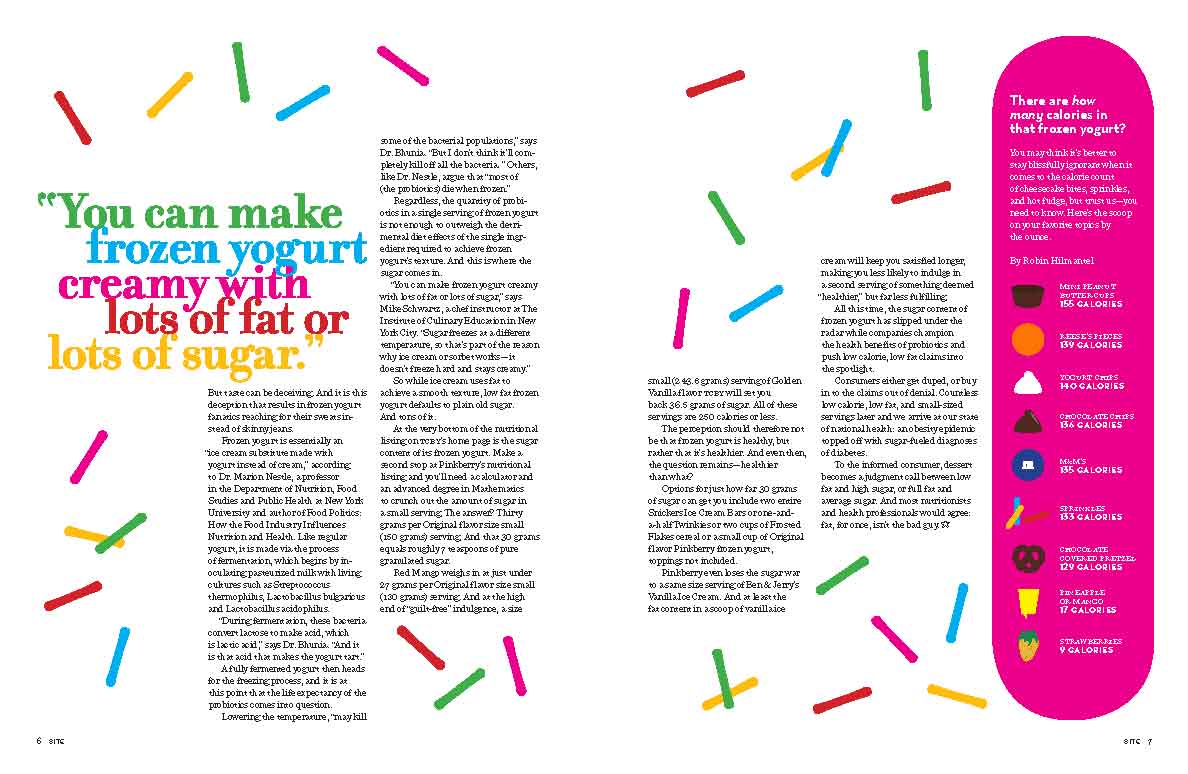 “You can make
frozen yogurt
creamy with
lots of fat or
lots of sugar.”
But taste can be deceiving. And it is this
deception that results in frozen yogurt
fanatics reaching for their sweats in-
stead of skinny jeans.
Frozen yogurt is essentially an
“ice cream substitute made with
yogurt instead of cream,” according
to Dr. Marion Nestle, a professor
in the Department of Nutrition, Food
Studies and Public Health at New York
University and author of Food Politics:
How the Food Industry Influences
Nutrition and Health. Like regular
yogurt, it is made via the process
of fermentation, which begins by in-
oculating pasteurized milk with living
cultures such as Streptococcus
thermophilus, Lactobacillus bulgaricus
and Lactobacillus acidophilus.
“During fermentation, these bacteria
convert lactose to make acid, which
is lactic acid,” says Dr. Bhunia. “And it
is that acid that makes the yogurt tart.”
A fully fermented yogurt then heads
for the freezing process, and it is at
this point that the life expectancy of the
probiotics comes into question.
Lowering the temperature, “may kill
some of the bacterial populations,” says
Dr. Bhunia. “But I don’t think it’ll com-
pletely kill off all the bacteria. ” Others,
like Dr. Nestle, argue that “most of
(the probiotics) die when frozen.”
Regardless, the quantity of probi-
otics in a single serving of frozen yogurt
is not enough to outweigh the detri-
mental diet effects of the single ingr-
edient required to achieve frozen
yogurt’s texture. And this is where the
sugar comes in.
“You can make frozen yogurt creamy
with lots of fat or lots of sugar,” says
Mike Schwartz, a chef instructor at The
Institute of Culinary Education in New
York City. “Sugar freezes at a different
temperature, so that’s part of the reason
why ice cream or sorbet works—it
doesn’t freeze hard and stays creamy.”
So while ice cream uses fat to
achieve a smooth texture, low fat frozen
yogurt defaults to plain old sugar.
And tons of it.
At the very bottom of the nutritional
listing on TCBY’s home page is the sugar
content of its frozen yogurt. Make a
second stop at Pinkberry’s nutritional
listing and you’ll need a calculator and
an advanced degree in Mathematics
to crunch out the amount of sugar in
a small serving. The answer? Thirty
grams per Original flavor size small
(150 grams) serving. And that 30 grams
equals roughly 7 teaspoons of pure
granulated sugar.
Red Mango weighs in at just under
27 grams per Original flavor size small
(130 grams) serving. And at the high
end of “guilt-free” indulgence, a size
small (243.6 grams) serving of Golden
Vanilla flavor TCBY will set you
back 36.5 grams of sugar. All of these
servings are 250 calories or less.
The perception should therefore not
be that frozen yogurt is healthy, but
rather that it’s healthier. And even then,
the question remains—healthier
than what?
Options for just how far 30 grams
of sugar can get you include two entire
Snickers Ice Cream Bars or one-and-
a-half Twinkies or two cups of Frosted
Flakes cereal or a small cup of Original
flavor Pinkberry frozen yogurt,
toppings not included.
Pinkberry even loses the sugar war
to a same size serving of Ben & Jerry’s
Vanilla Ice Cream. And at least the
fat content in a scoop of vanilla ice
cream will keep you satisfied longer,
making you less likely to indulge in
a second serving of something deemed
“healthier,” but far less fulfilling.
All this time, the sugar content of
frozen yogurt has slipped under the
radar while companies champion
the health benefits of probiotics and
push low calorie, low fat claims into
the spotlight.
Consumers either get duped, or buy
in to the claims out of denial. Countless
low calorie, low fat, and small-sized
servings later and we arrive at our state
of national health: an obesity epidemic
topped off with sugar-fueled diagnoses
of diabetes.
To the informed consumer, dessert
becomes a judgment call between low
fat and high sugar, or full fat and
average sugar. And most nutritionists
and health professionals would agree:
fat, for once, isn’t the bad guy.
There are how
many calories in
that frozen yogurt?
You may think it’s better to
stay blissfully ignorant when it
comes to the calorie count
of cheesecake bites, sprinkles,
and hot fudge, but trust us—you
need to know. Here’s the scoop
on your favorite topics by
the ounce.
By Robin Hilmantel
MINI PEANUT
BUTTER CUPS
155 CALORIES
REESE’S PIECES
139 CALORIES
YOGURT CHIPS
140 CALORIES
CHOCOLATE CHIPS
136 CALORIES
M&M’S
135 CALORIES
SPRINKLES
133 CALORIES
CHOCOLATE
COVERED PRETZEL
129 CALORIES
PINEAPPLE
OR MANGO
17 CALORIES
STRAWBERRIES
9 CALORIES
6 BITE
BITE 7